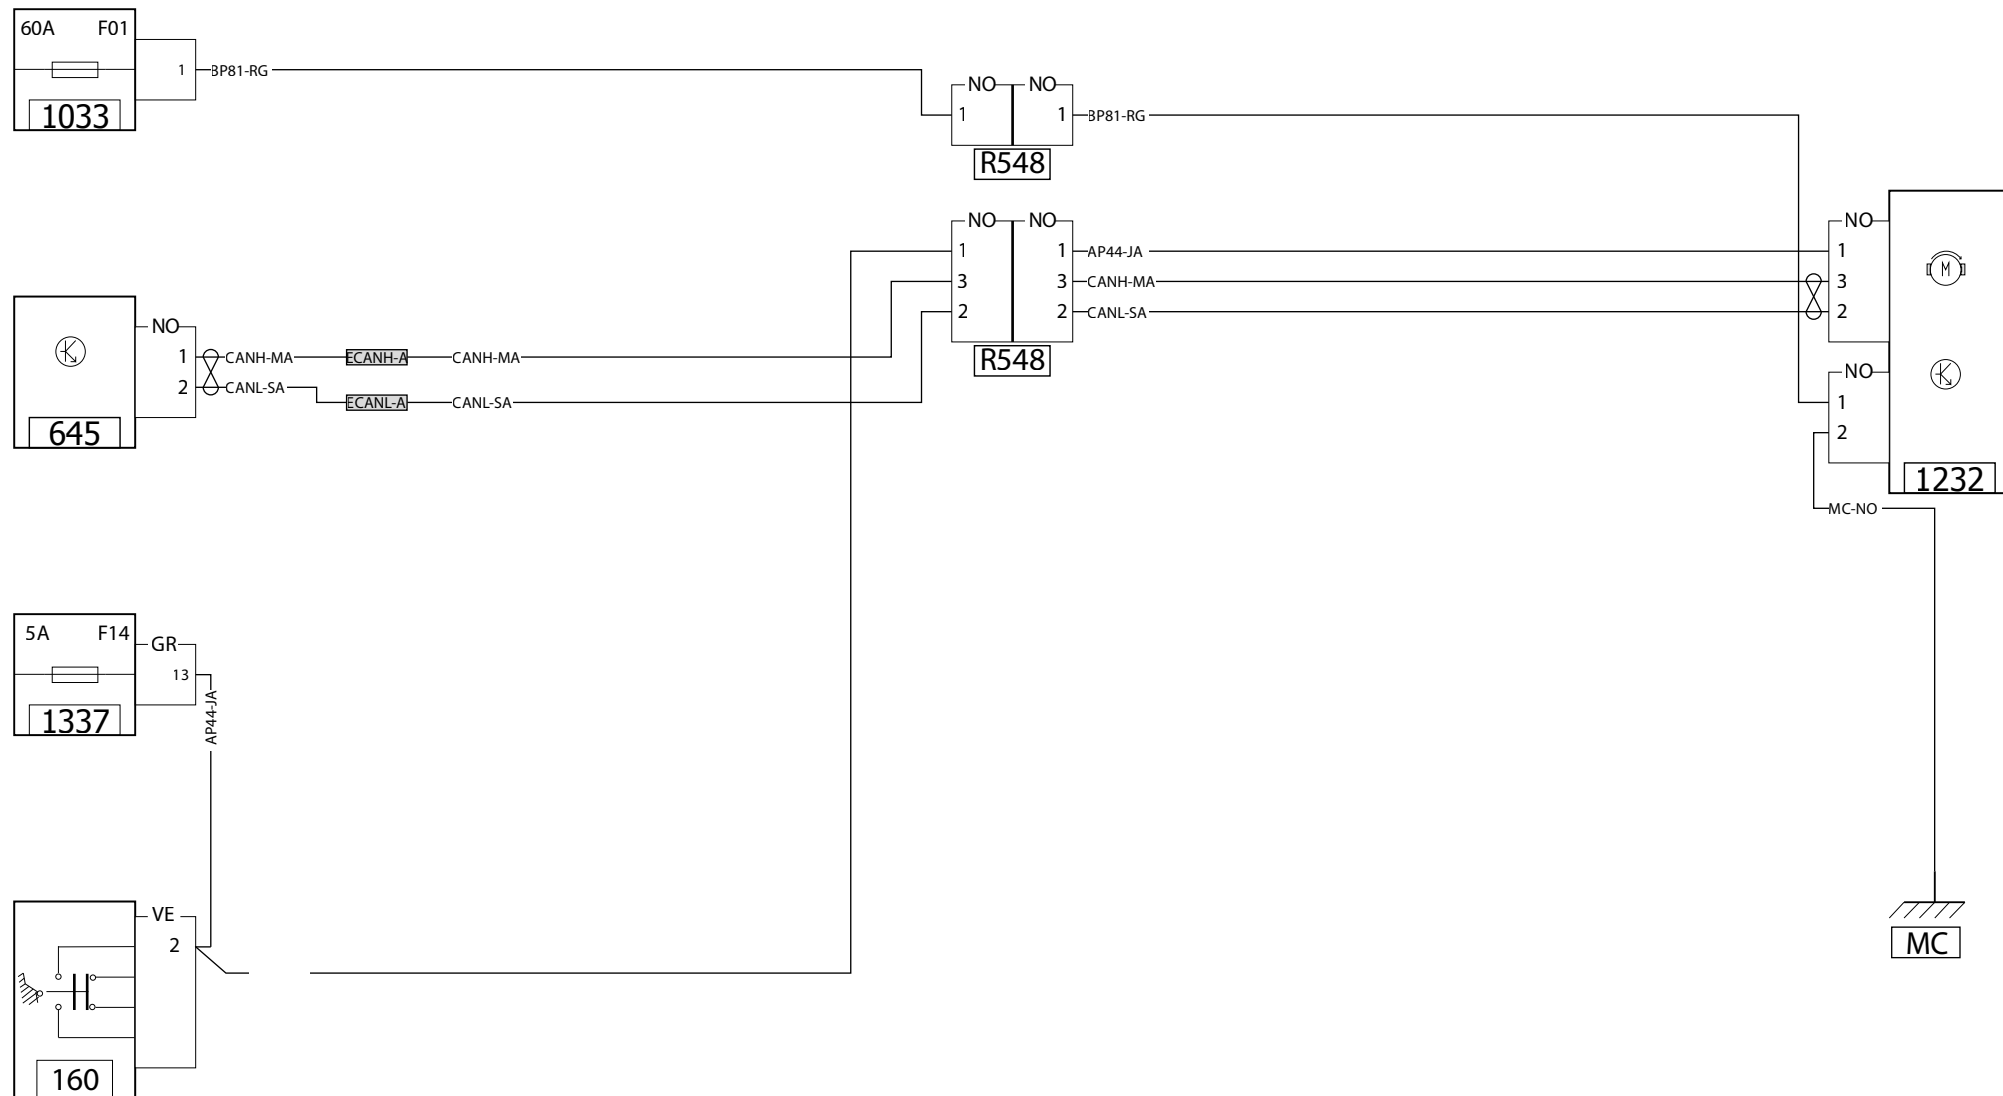 60A F01
1 BP81-RG
1033
NO NO
1 1 BP81-RG
R548
NO NO
1 1 AP44-JA
3 3 CANH-MA
2 2 CANL-SA
R548
NO
1 CANH-MA ECANH-A CANH-MA
2 CANL-SA ECANL-A CANL-SA
645
NO
1
3
2
M
NO
1
2
1232
MC-NO
5A F14
GR
13
AP44-JA
1337
VE
2
160
MC